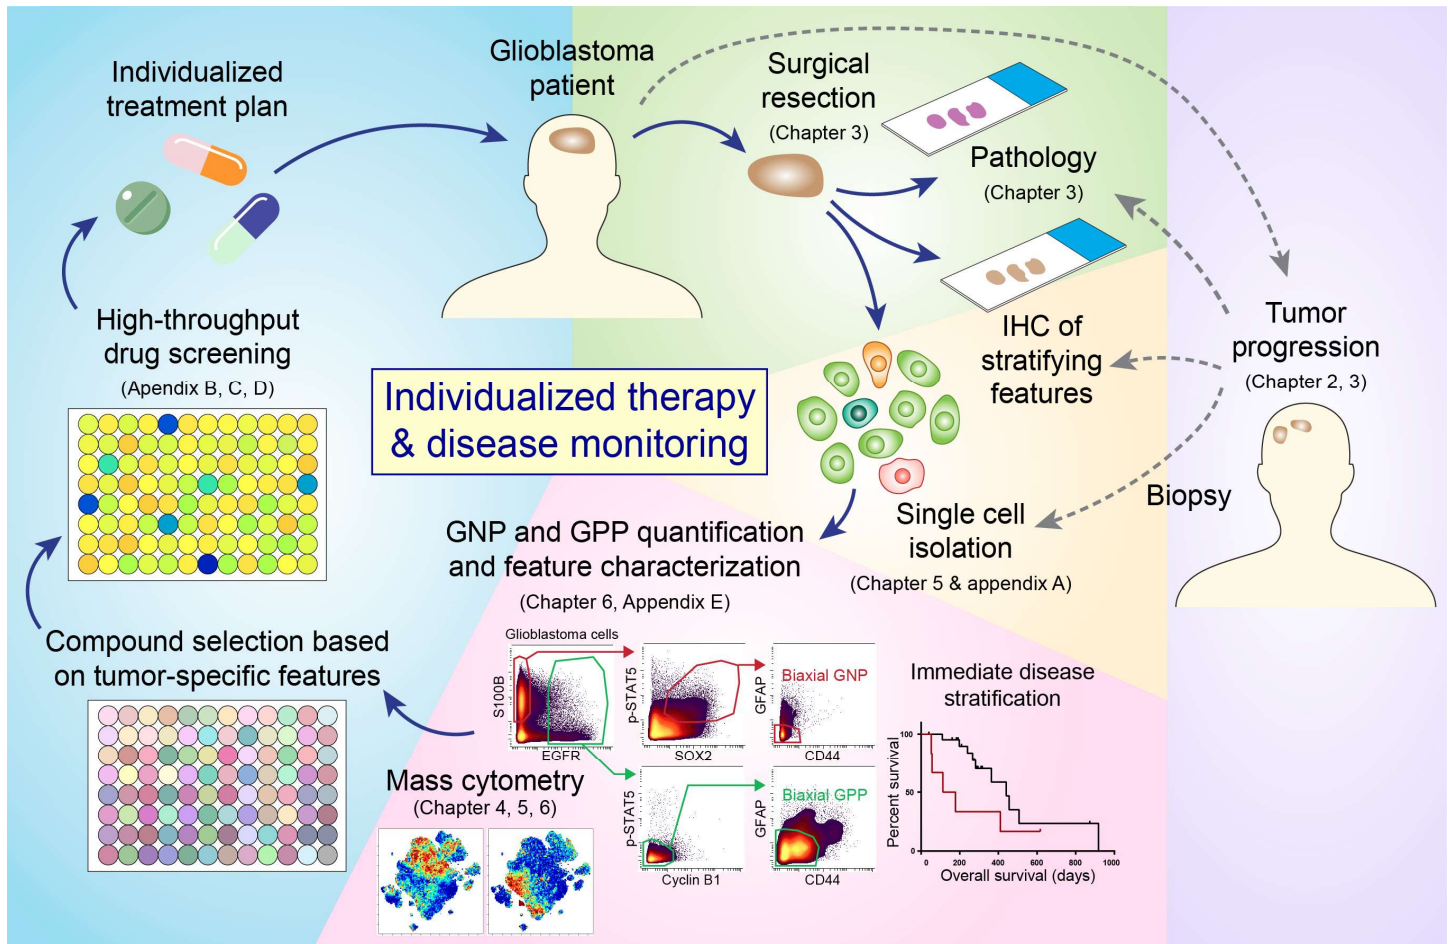 Individualized
treatment plan
Glioblastoma
patient
Surgical
resection
(Chapter 3)
Pathology
(Chapter 3)
IHC of
stratifying
features
Tumor
progression
(Chapter 2, 3)
Biopsy
High-throughput
drug screening
(Apendix B, C, D)
Individualized therapy
& disease monitoring
Single cell
isolation
(Chapter 5 & appendix A)
GNP and GPP quantification
and feature characterization
(Chapter 6, Appendix E)
Compound selection based
on tumor-specific features
Glioblastoma cells
S100B
EGFR
p-STAT5
SOX2
GFAP
Biaxial GNP
CD44
p-STAT5
Cyclin B1
GFAP
Biaxial GPP
CD44
Mass cytometry
(Chapter 4, 5, 6)
Immediate disease
stratification
Percent survival
100
50
0
0
200
400
600
800
1000
Overall survival (days)